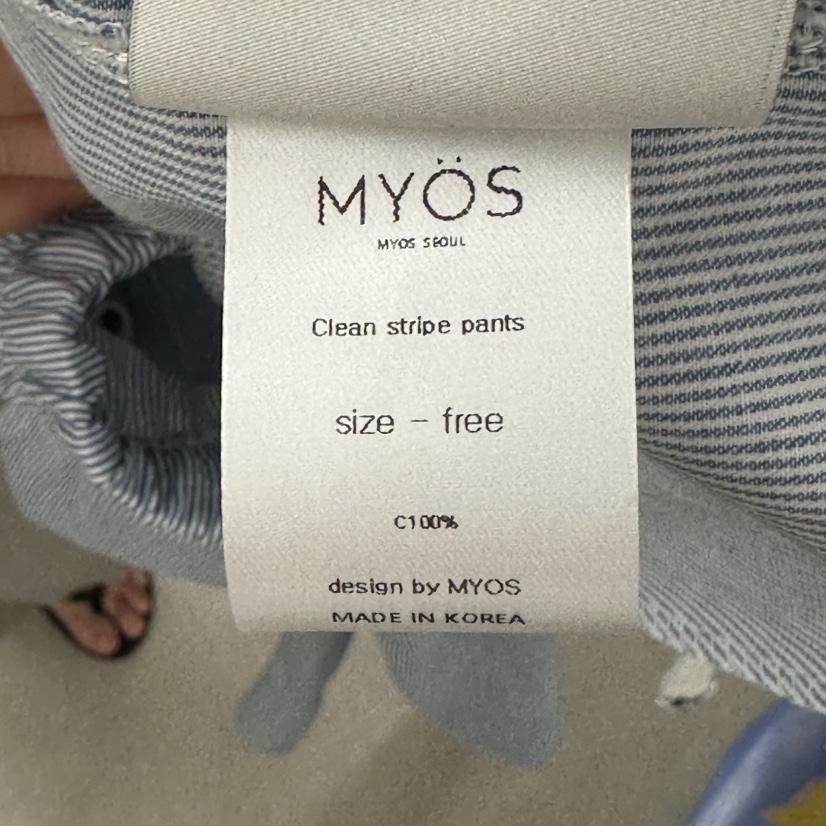 MYÖS
MYOS SEOUL
Clean stripe pants
size - free
C100%
design by MYOS
MADE IN KOREA